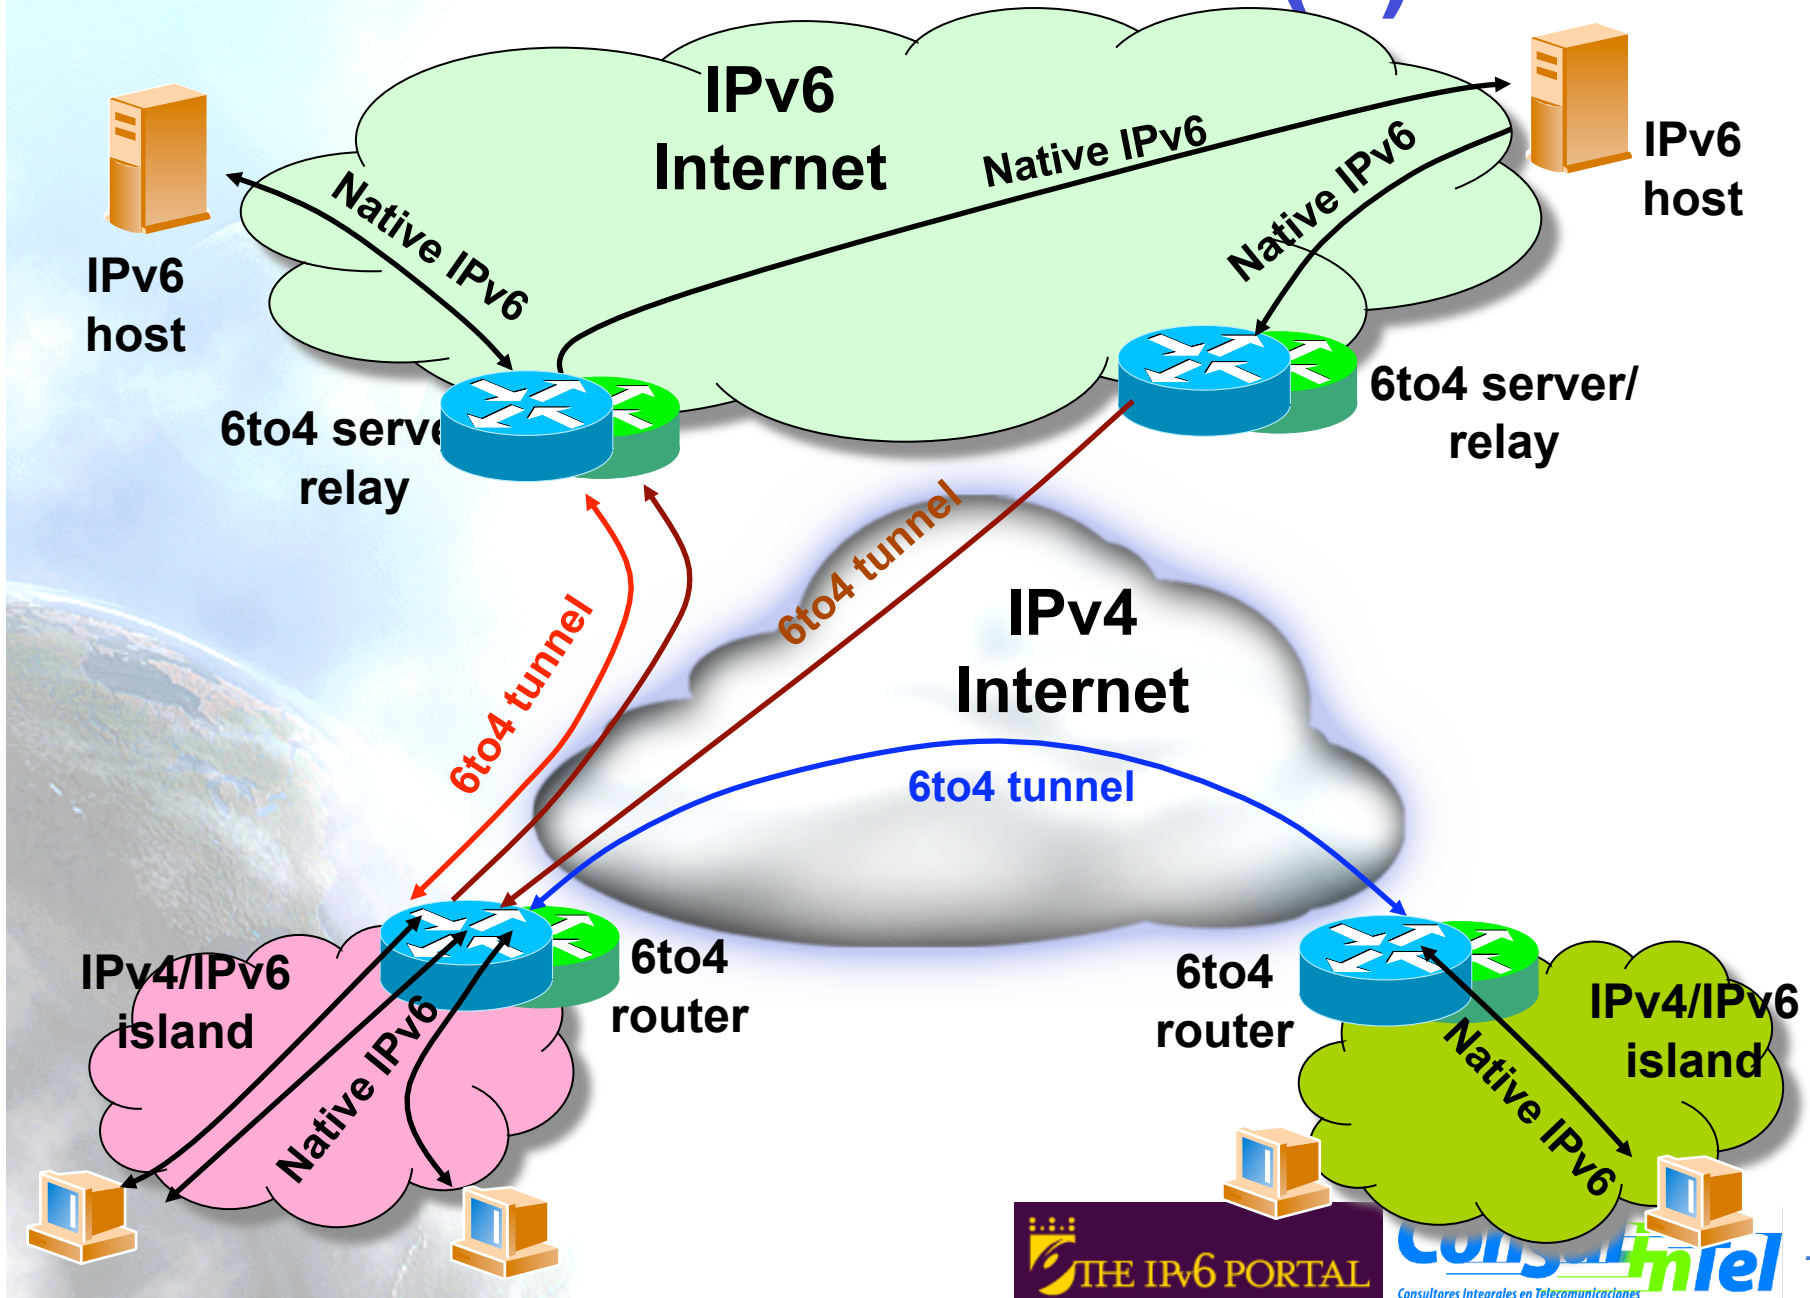 IPv6
Internet
Native IPv6
Native IPv6
Native IPv6
IPv6
host
IPv6
host
6to4 serve
relay
6to4 server/
relay
6to4 tunnel
6to4 tunnel
IPv4
Internet
6to4 tunnel
IPv4/IPv6
island
6to4
router
Native IPv6
6to4
router
IPv4/IPv6
island
Native IPv6
THE IPv6 PORTAL
Consulintel
Consultores Integrales en Telecomunicaciones